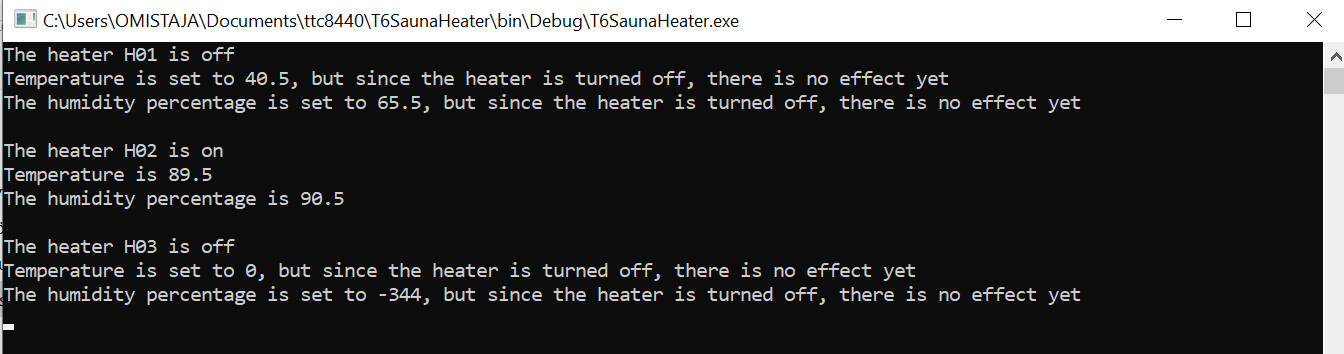 C:\Users\OMISTAJA\Documents\ttc8440\T6SaunaHeater\bin\Debug\T6SaunaHeater.exe
The heater H01 is off
Temperature is set to 40.5, but since the heater is turned off, there is no effect yet
The humidity percentage is set to 65.5, but since the heater is turned off, there is no effect yet
The heater H02 is on
Temperature is 89.5
The humidity percentage is 90.5
The heater H03 is off
Temperature is set to 0, but since the heater is turned off, there is no effect yet
The humidity percentage is set to -344, but since the heater is turned off, there is no effect yet